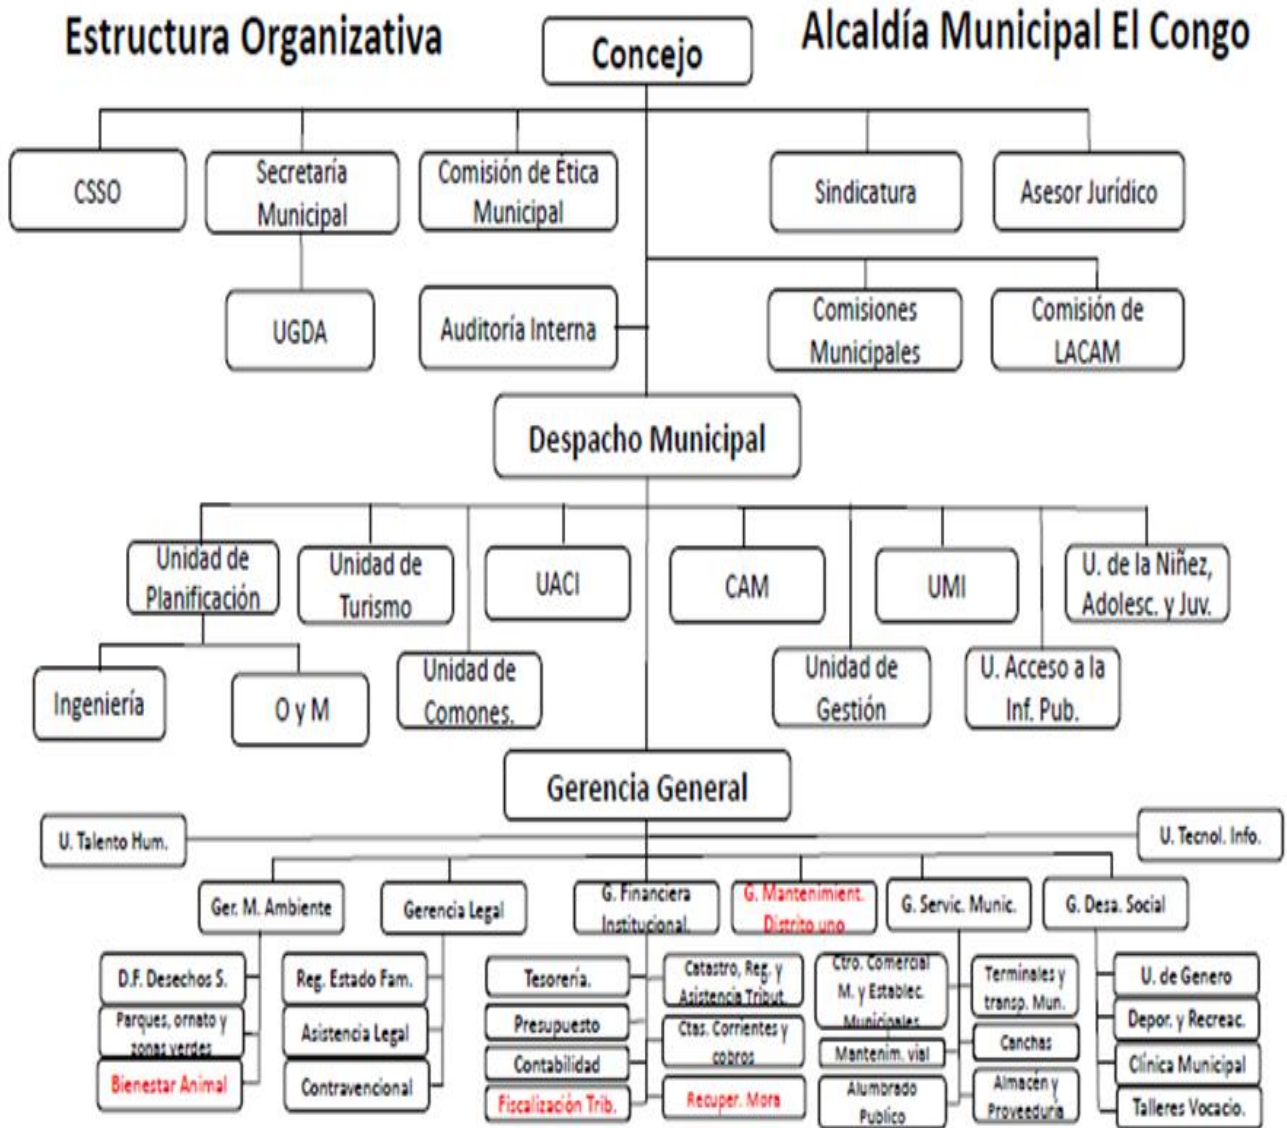 Estructura Organizativa
Concejo
Alcaldía Municipal El Congo
CSSO
Secretaría
Municipal
Comisión de Ética
Municipal
Sindicatura
Asesor Jurídico
UGDA
Auditoría Interna
Comisiones
Municipales
Comisión de
LACAM
Despacho Municipal
Unidad de
Planificación
Unidad de
Turismo
UACI
CAM
UMI
U. de la Niñez,
Adolesc. y Juv.
Ingeniería
O y M
Unidad de
Comones.
Unidad de
Gestión
U. Acceso a la
Inf. Pub.
Gerencia General
U. Talento Hum.
U. Tecnol. Info.
Ger. M. Ambiente
Gerencia Legal
G. Financiera
Institucional.
G. Mantenimient.
Distrito uno
G. Servic. Munic.
G. Desa. Social
D.F. Desechos S.
Parques, ornato y
zonas verdes
Bienestar Animal
Reg. Estado Fam.
Asistencia Legal
Contravencional
Tesorería.
Presupuesto
Contabilidad
Fiscalización Trib.
Catastro, Reg. y
Asistencia Tribut.
Ctas. Corrientes y
cobros
Recuper. Mora
Ctro. Comercial
M. y Establec.
Municipales
Mantenim. vial
Alumbrado
Publico
Terminales y
transp. Mun.
Canchas
Almacén y
Proveeduria
U. de Genero
Depor. y Recreac.
Clínica Municipal
Talleres Vocacio.